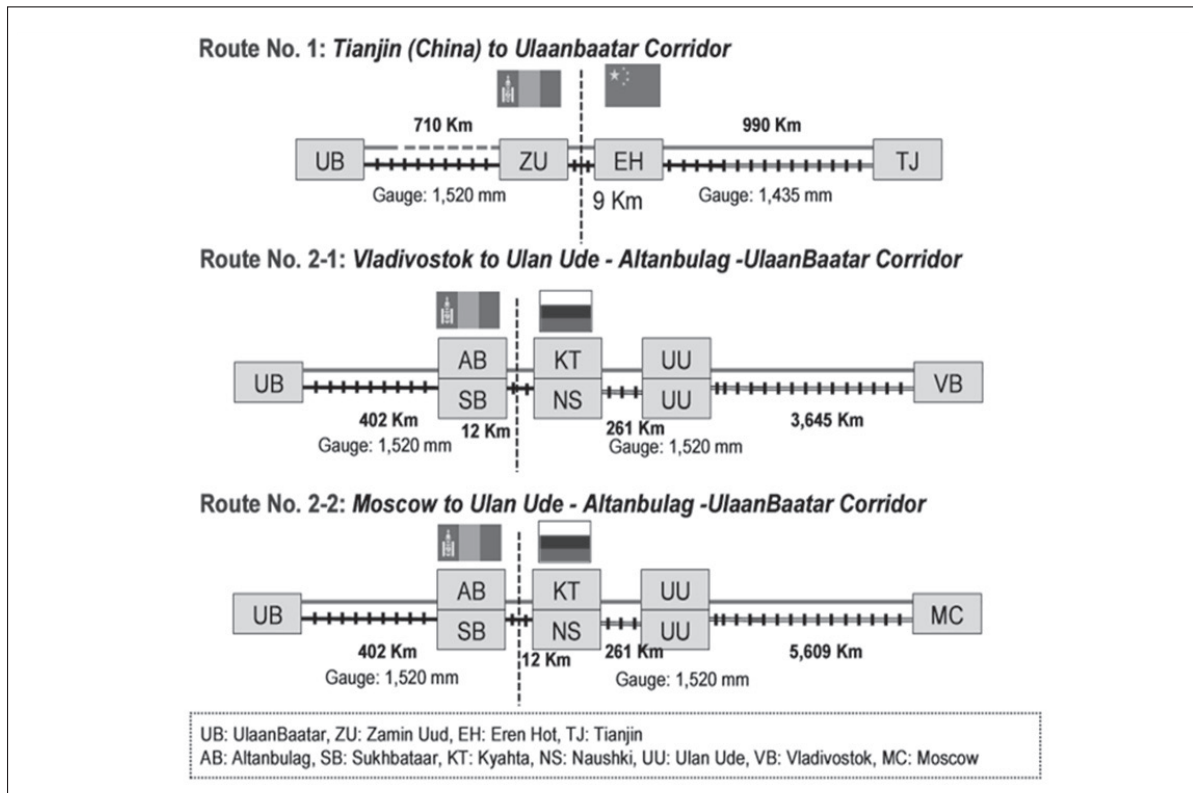 Route No. 1: Tianjin (China) to Ulaanbaatar Corridor
710 Km
990 Km
UB
ZU
EH
TJ
Gauge: 1,520 mm
9 Km
Gauge: 1,435 mm
Route No. 2-1: Vladivostok to Ulan Ude - Altanbulag -UlaanBaatar Corridor
AB
KT
UU
UB
VB
SB
NS
UU
402 Km
12 Km
261 Km
3,645 Km
Gauge: 1,520 mm
Gauge: 1,520 mm
Route No. 2-2: Moscow to Ulan Ude - Altanbulag -UlaanBaatar Corridor
AB
KT
UU
UB
MC
SB
NS
UU
402 Km
12 Km
261 Km
5,609 Km
Gauge: 1,520 mm
Gauge: 1,520 mm
UB: UlaanBaatar, ZU: Zamin Uud, EH: Eren Hot, TJ: Tianjin
AB: Altanbulag, SB: Sukhbataar, KT: Kyahta, NS: Naushki, UU: Ulan Ude, VB: Vladivostok, MC: Moscow